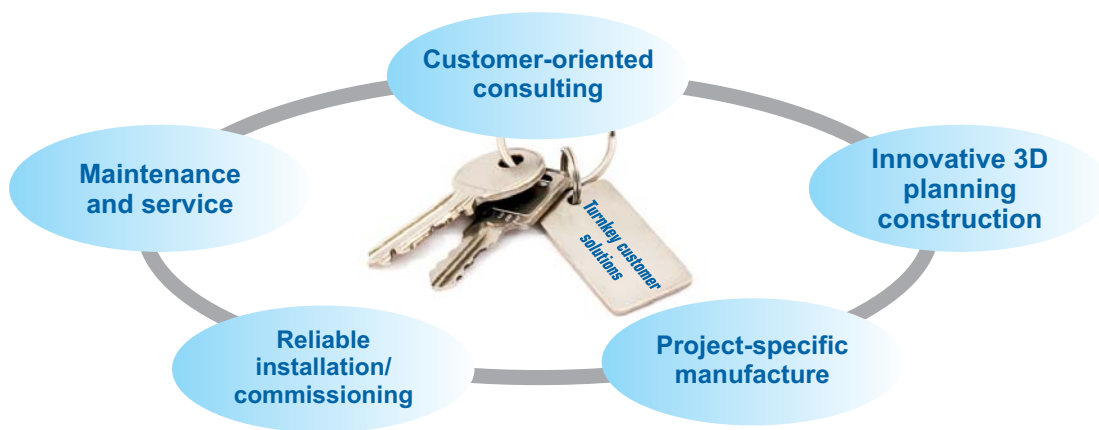 Customer-oriented
consulting
Innovative 3D
planning
construction
Project-specific
manufacture
Reliable
installation/
commissioning
Maintenance
and service
Turnkey customer
solutions